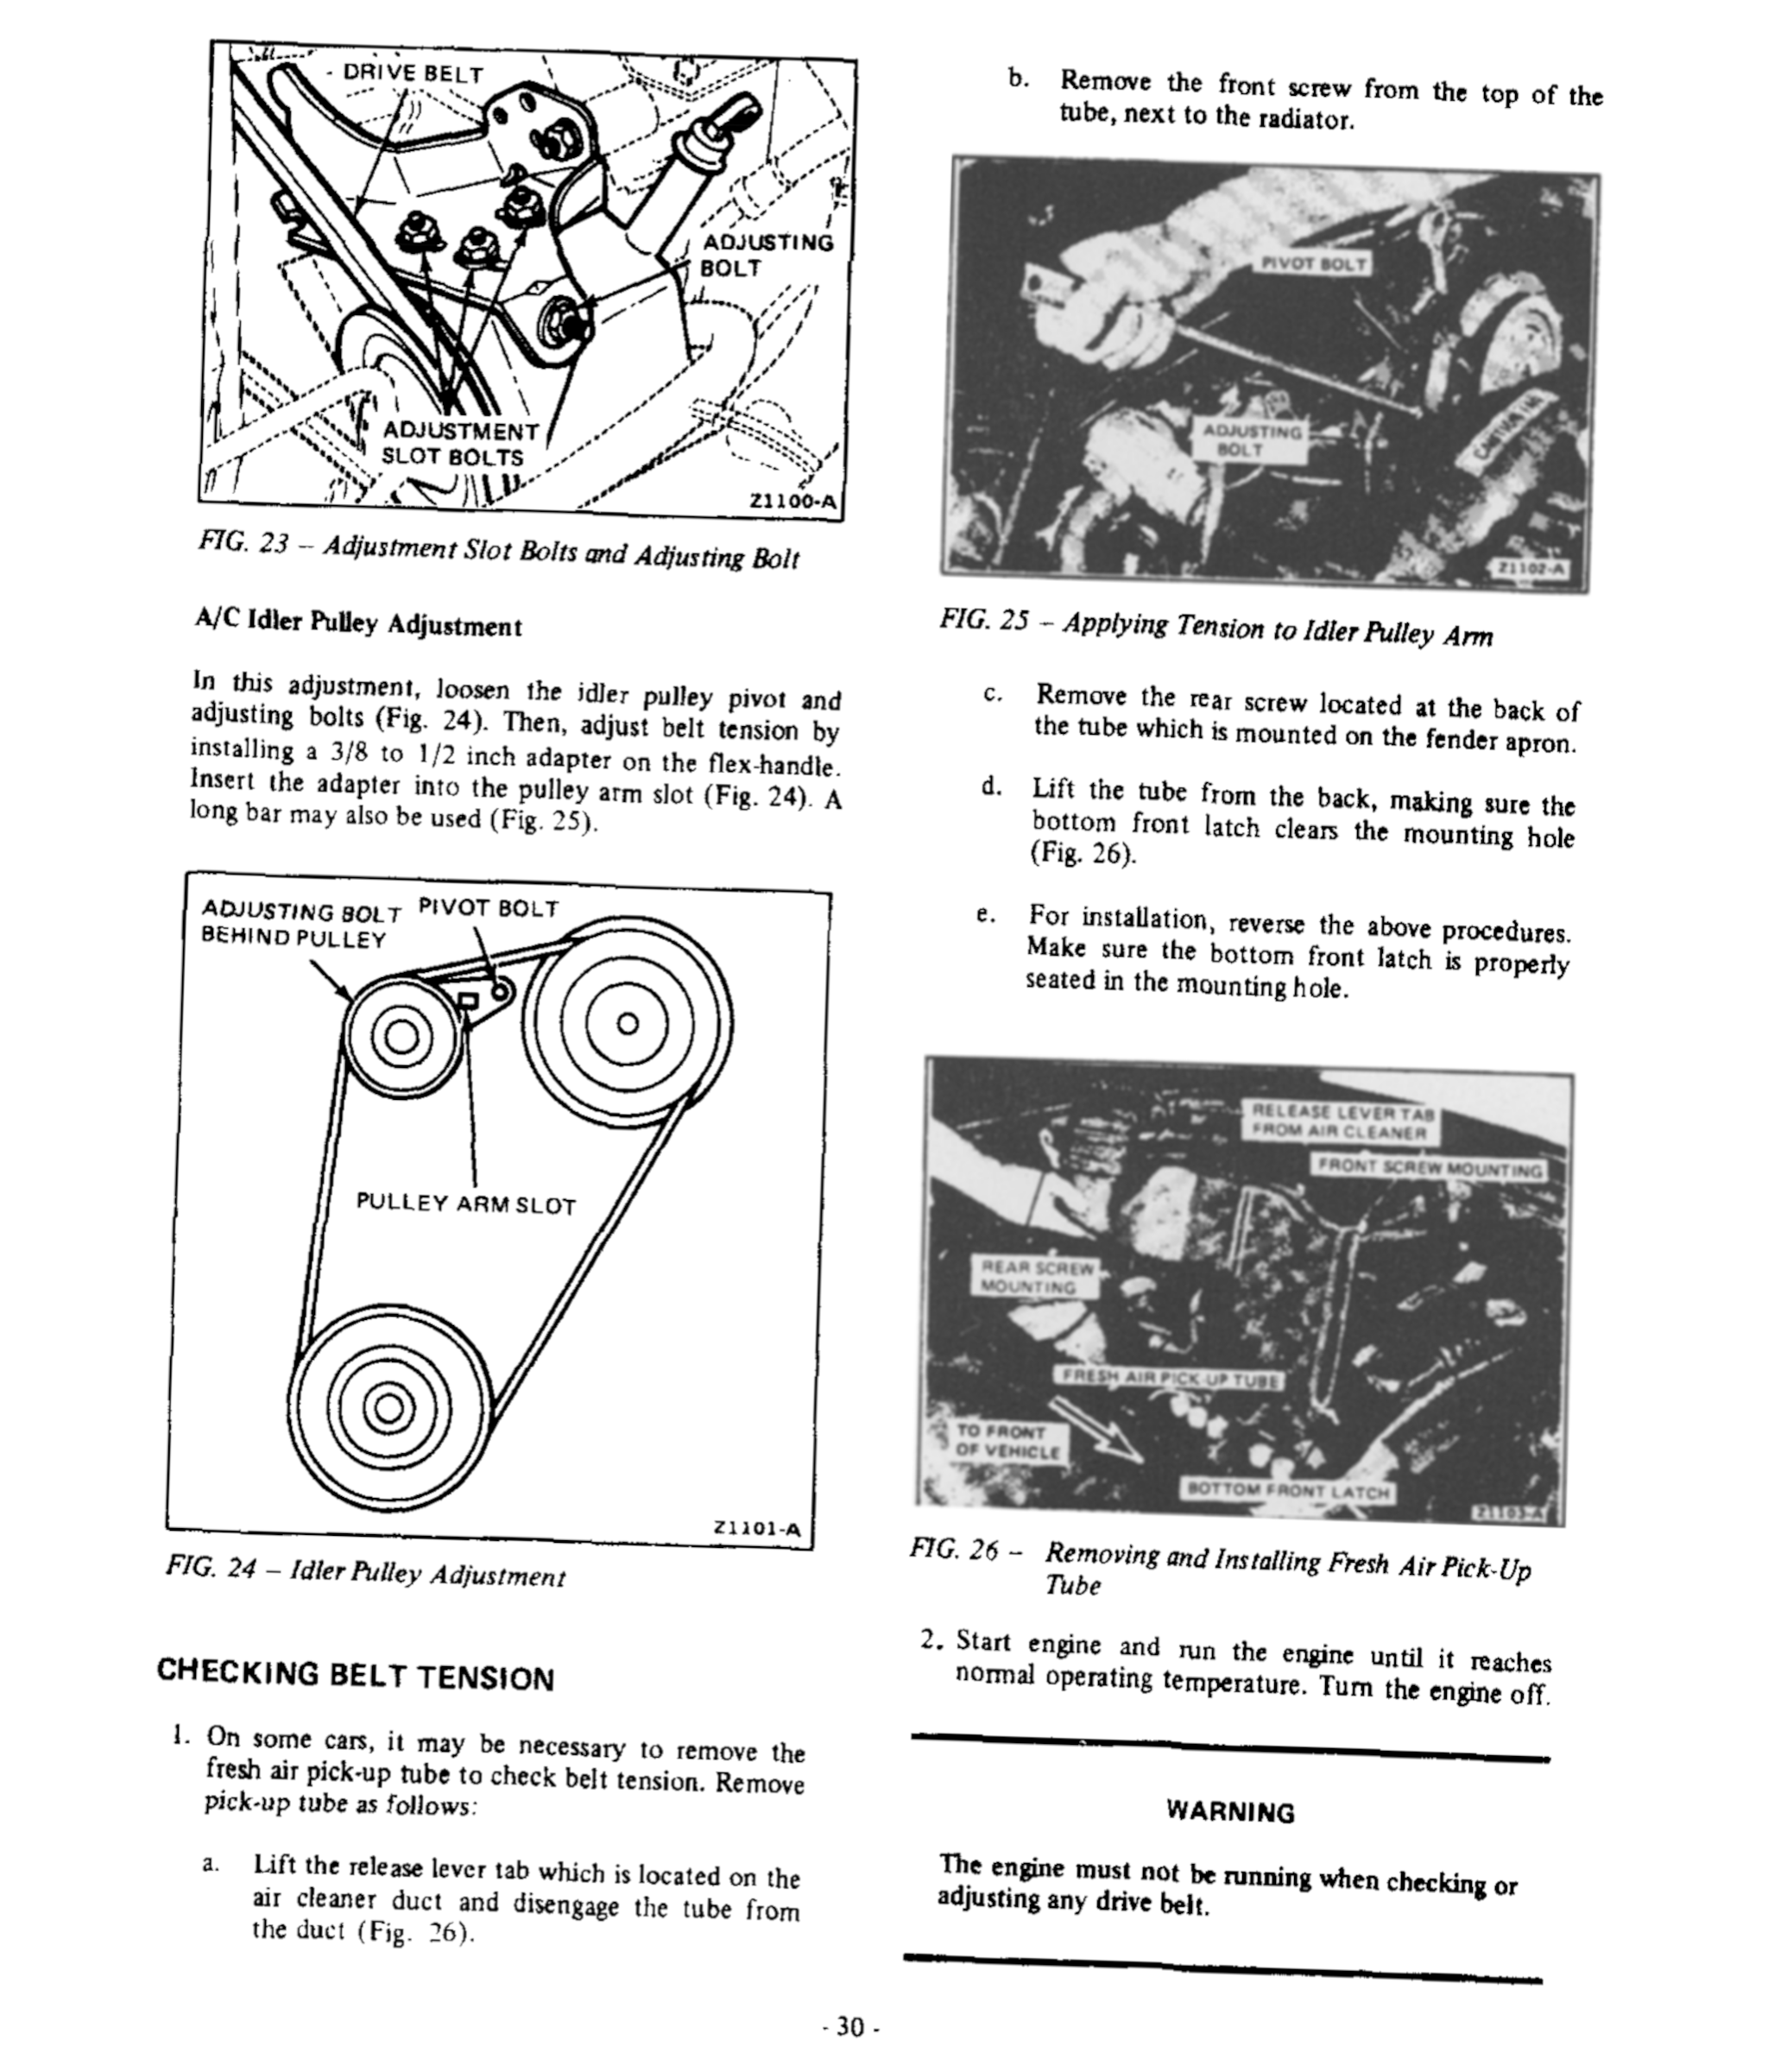 DRIVE BELT
ADJUSTING
BOLT
ADJUSTMENT
SLOT BOLTS
Z1100-A
FIG. 23 – Adjustment Slot Bolts and Adjusting Bolt
A/C Idler Pulley Adjustment
In this adjustment, loosen the idler pulley pivot and
adjusting bolts (Fig. 24). Then, adjust belt tension by
installing a 3/8 to 1/2 inch adapter on the flex-handle.
Insert the adapter into the pulley arm slot (Fig. 24). A
long bar may also be used (Fig. 25).
ADJUSTING BOLT
BEHIND PULLEY
PIVOT BOLT
PULLEY ARM SLOT
Z1101-A
FIG. 24 – Idler Pulley Adjustment
CHECKING BELT TENSION
1. On some cars, it may be necessary to remove the
fresh air pick-up tube to check belt tension. Remove
pick-up tube as follows:
a. Lift the release lever tab which is located on the
air cleaner duct and disengage the tube from
the duct (Fig. 26).
b. Remove the front screw from the top of the
tube, next to the radiator.
PIVOT BOLT
ADJUSTING
BOLT
Z1102-A
FIG. 25 – Applying Tension to Idler Pulley Arm
c. Remove the rear screw located at the back of
the tube which is mounted on the fender apron.
d. Lift the tube from the back, making sure the
bottom front latch clears the mounting hole
(Fig. 26).
e. For installation, reverse the above procedures.
Make sure the bottom front latch is properly
seated in the mounting hole.
RELEASE LEVER TAB
FROM AIR CLEANER
FRONT SCREW MOUNTING
REAR SCREW
MOUNTING
FRESH AIR PICK-UP TUBE
TO FRONT
OF VEHICLE
BOTTOM FRONT LATCH
Z1103-A
FIG. 26 – Removing and Installing Fresh Air Pick-Up
Tube
2. Start engine and run the engine until it reaches
normal operating temperature. Turn the engine off.
WARNING
The engine must not be running when checking or
adjusting any drive belt.
- 30 -